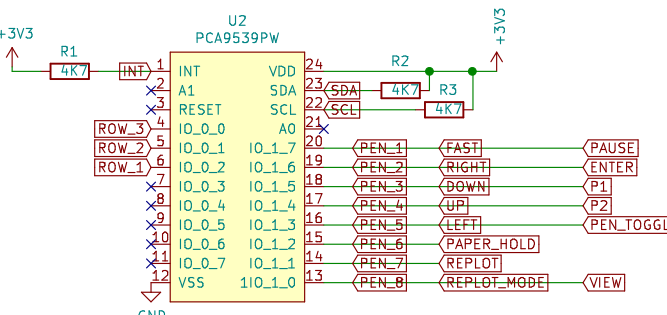 U2
PCA9539PW
+3V3
+3V3
R1
4K7
INT
R2
4K7
R3
4K7
1 INT VDD 24
2 A1 SDA 23 SDA
3 RESET SCL 22 SCL
ROW_3 4 IO_0_0 A0 21
ROW_2 5 IO_0_1 IO_1_7 20 PEN_1 FAST PAUSE
ROW_1 6 IO_0_2 IO_1_6 19 PEN_2 RIGHT ENTER
7 IO_0_3 IO_1_5 18 PEN_3 DOWN P1
8 IO_0_4 IO_1_4 17 PEN_4 UP P2
9 IO_0_5 IO_1_3 16 PEN_5 LEFT PEN_TOGGL
10 IO_0_6 IO_1_2 15 PEN_6 PAPER_HOLD
11 IO_0_7 IO_1_1 14 PEN_7 REPLOT
12 VSS 1IO_1_0 13 PEN_8 REPLOT_MODE VIEW
GND